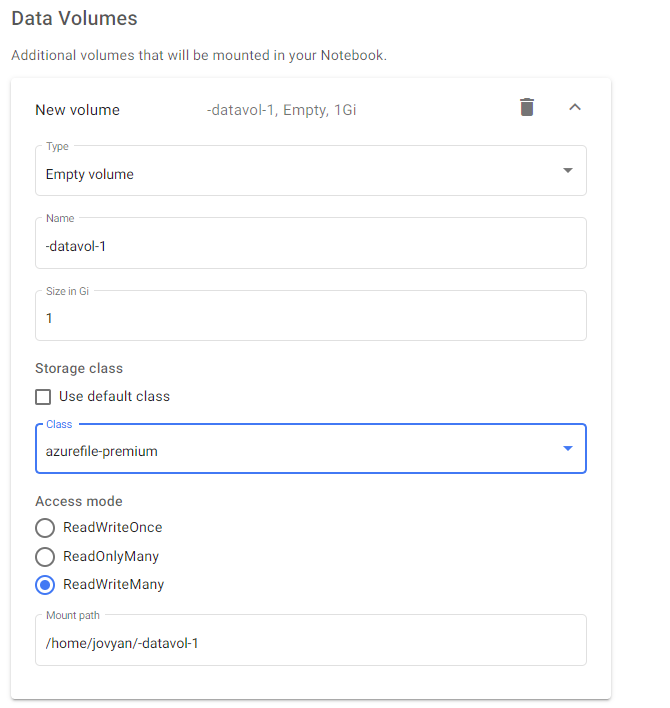 Data Volumes
Additional volumes that will be mounted in your Notebook.
New volume -datavol-1, Empty, 1Gi
Type
Empty volume
Name
-datavol-1
Size in Gi
1
Storage class
Use default class
Class
azurefile-premium
Access mode
ReadWriteOnce
ReadOnlyMany
ReadWriteMany
Mount path
/home/jovyan/-datavol-1